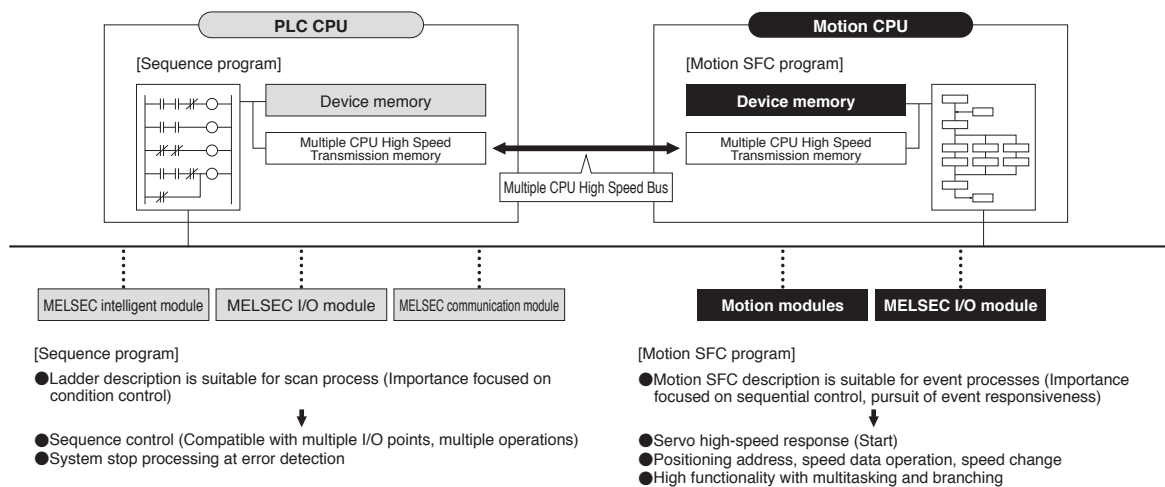 PLC CPU
Motion CPU
[Sequence program]
[Motion SFC program]
Device memory
Device memory
Multiple CPU High Speed
Transmission memory
Multiple CPU High Speed
Transmission memory
Multiple CPU High Speed Bus
MELSEC intelligent module
MELSEC I/O module
MELSEC communication module
Motion modules
MELSEC I/O module
[Sequence program]
●Ladder description is suitable for scan process (Importance focused on
condition control)
●Sequence control (Compatible with multiple I/O points, multiple operations)
●System stop processing at error detection
[Motion SFC program]
●Motion SFC description is suitable for event processes (Importance
focused on sequential control, pursuit of event responsiveness)
●Servo high-speed response (Start)
●Positioning address, speed data operation, speed change
●High functionality with multitasking and branching